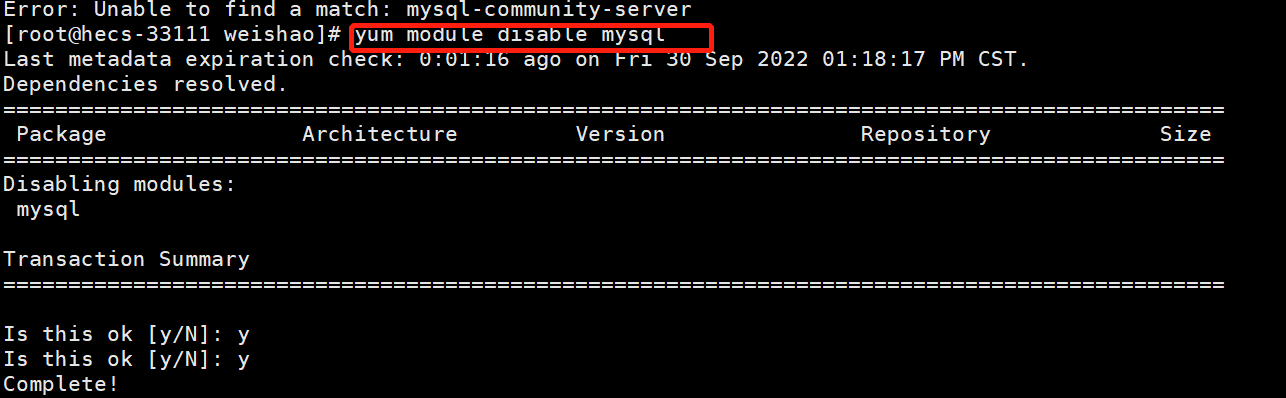 Error: Unable to find a match: mysql-community-server
[root@hecs-33111 weishao]# yum module disable mysql
Last metadata expiration check: 0:01:16 ago on Fri 30 Sep 2022 01:18:17 PM CST.
Dependencies resolved.
==============================================================================================
 Package                Architecture         Version               Repository             Size
==============================================================================================
Disabling modules:
 mysql

Transaction Summary
==============================================================================================

Is this ok [y/N]: y
Is this ok [y/N]: y
Complete!